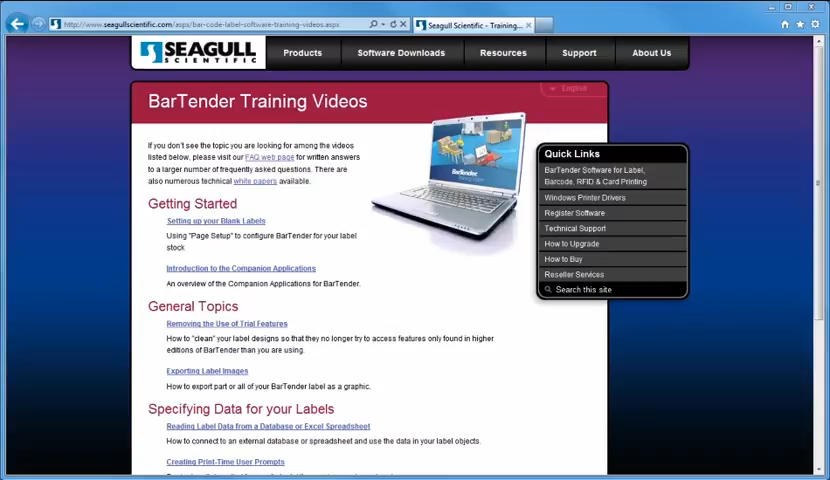 http://www.seagullscientific.com/aspx/bar-code-label-software-training-videos.aspx
Seagull Scientific - Training...
SEAGULL
SCIENTIFIC
Products
Software Downloads
Resources
Support
About Us
English
BarTender Training Videos
If you don't see the topic you are looking for among the videos
listed below, please visit our FAQ web page for written answers
to a larger number of frequently asked questions. There are
also numerous technical white papers available.
BarTender
Quick Links
BarTender Software for Label,
Barcode, RFID & Card Printing
Windows Printer Drivers
Register Software
Technical Support
How to Upgrade
How to Buy
Reseller Services
Search this site
Getting Started
Setting up your Blank Labels
Using "Page Setup" to configure BarTender for your label
stock
Introduction to the Companion Applications
An overview of the Companion Applications for BarTender.
General Topics
Removing the Use of Trial Features
How to "clean" your label designs so that they no longer try to access features only found in higher
editions of BarTender than you are using.
Exporting Label Images
How to export part or all of your BarTender label as a graphic.
Specifying Data for your Labels
Reading Label Data from a Database or Excel Spreadsheet
How to connect to an external database or spreadsheet and use the data in your label objects.
Creating Print-Time User Prompts